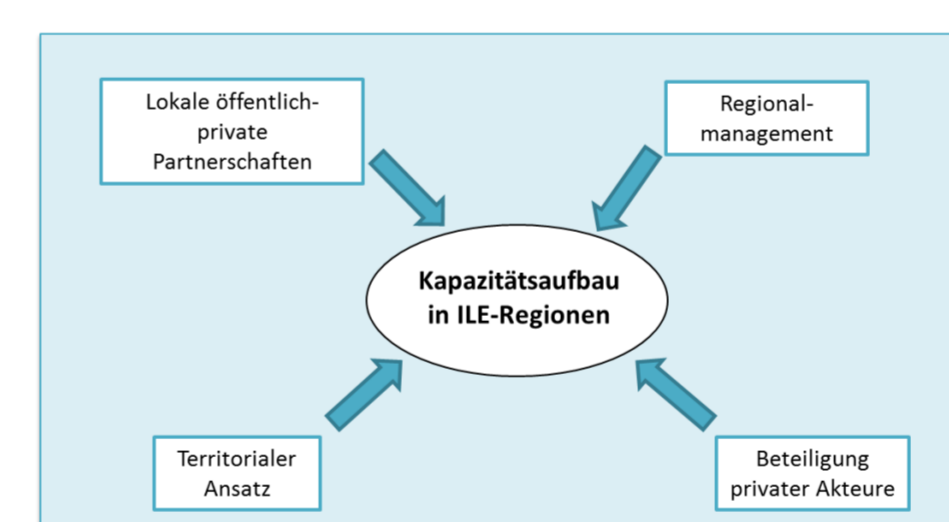 Lokale öffentlich-
private
Partnerschaften
Regional-
management
Kapazitätsaufbau
in ILE-Regionen
Territorialer
Ansatz
Beteiligung
privater Akteure